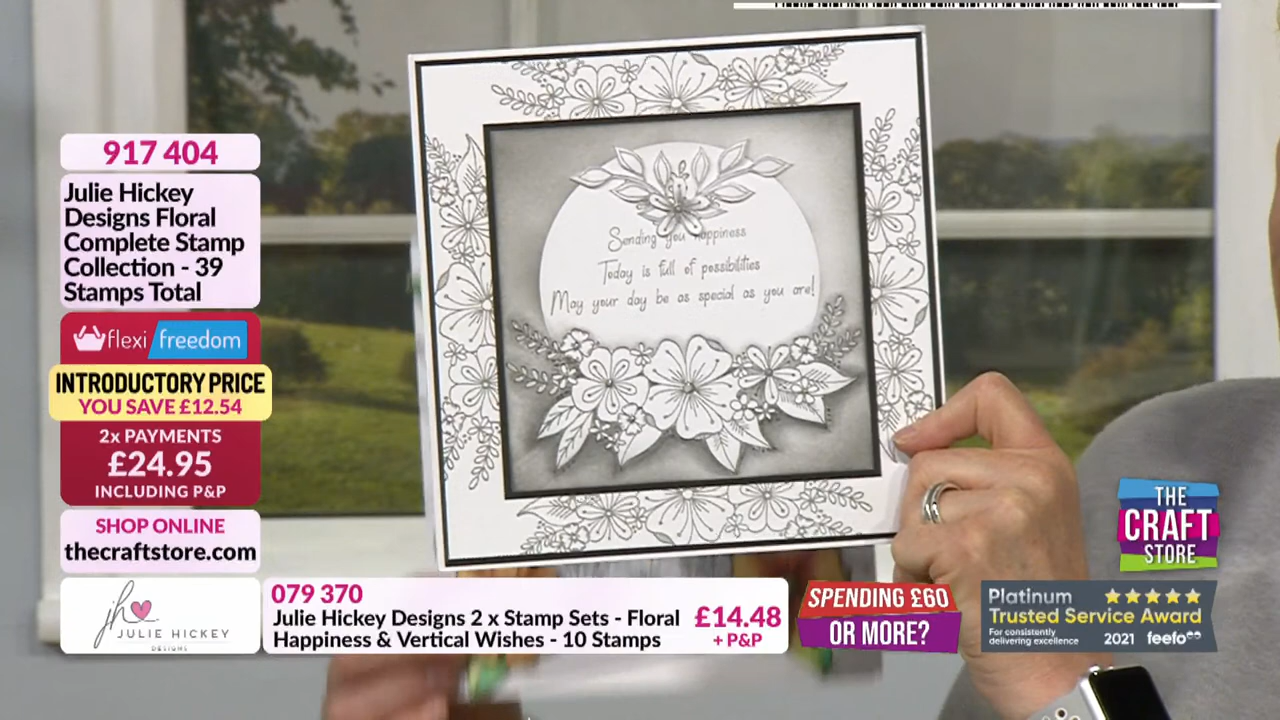 917 404
Julie Hickey
Designs Floral
Complete Stamp
Collection - 39
Stamps Total
flexi freedom
INTRODUCTORY PRICE
YOU SAVE £12.54
2x PAYMENTS
£24.95
INCLUDING P&P
SHOP ONLINE
thecraftstore.com
Sending you happiness
Today is full of possibilities
May your day be as special as you are!
THE
CRAFT
STORE
jh
JULIE HICKEY
DESIGNS
079 370
Julie Hickey Designs 2 x Stamp Sets - Floral
Happiness & Vertical Wishes - 10 Stamps
£14.48
+ P&P
SPENDING £60
OR MORE?
Platinum
Trusted Service Award
For consistently
delivering excellence
2021 feefo